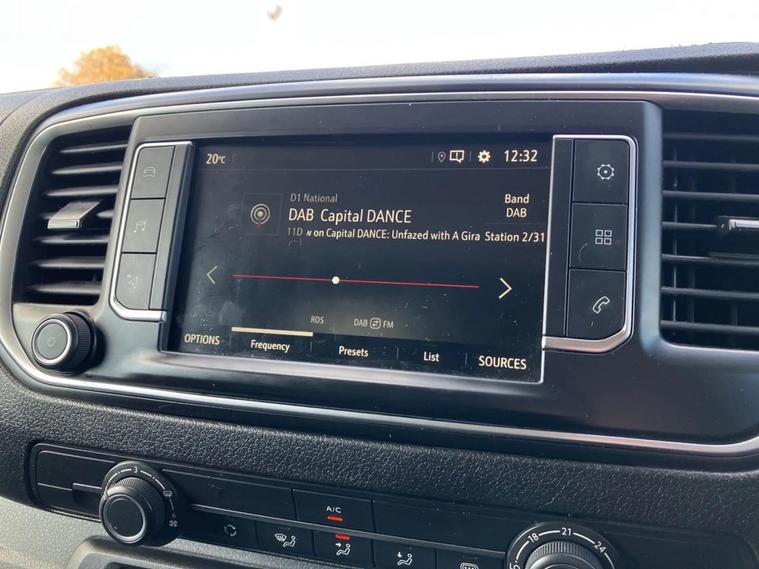 20°C
12:32
D1 National
DAB Capital DANCE
Band
DAB
11D w on Capital DANCE: Unfazed with A Gira Station 2/31
RDS
DAB FM
OPTIONS
Frequency
Presets
List
SOURCES
3
A/C
18 21 24